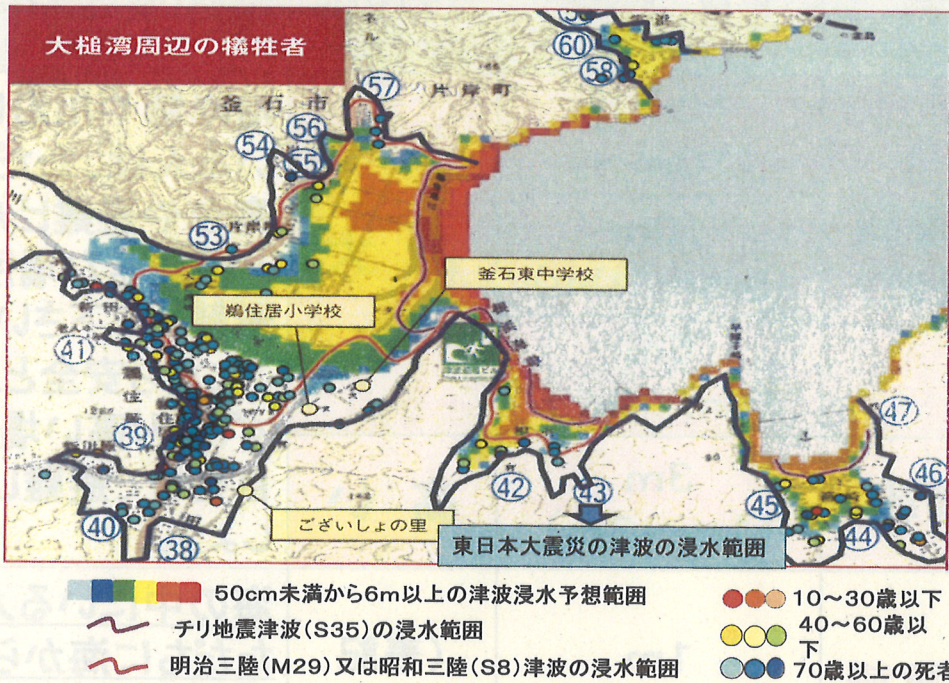 大槌湾周辺の犠牲者
60
58
57
片岸町
釜石市
56
54
55
53
片岸
釜石東中学校
鵜住居小学校
41
47
39
46
42
43
45
40
ございしょの里
44
38
東日本大震災の津波の浸水範囲
50cm未満から6m以上の津波浸水予想範囲
10～30歳以下
チリ地震津波(S35)の浸水範囲
40～60歳以
下
明治三陸(M29)又は昭和三陸(S8)津波の浸水範囲
70歳以上の死者